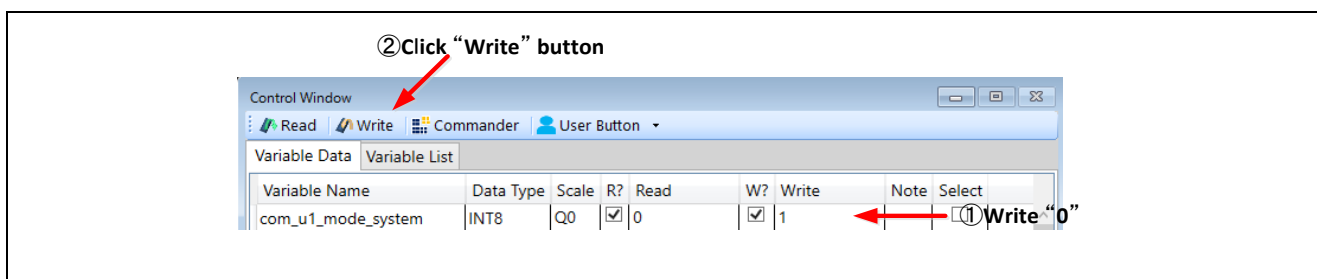 ②Click “Write” button
Control Window
Read Write Commander User Button
Variable Data Variable List
Variable Name Data Type Scale R? Read W? Write Note Select
com_u1_mode_system INT8 Q0 0 1
①Write “0”